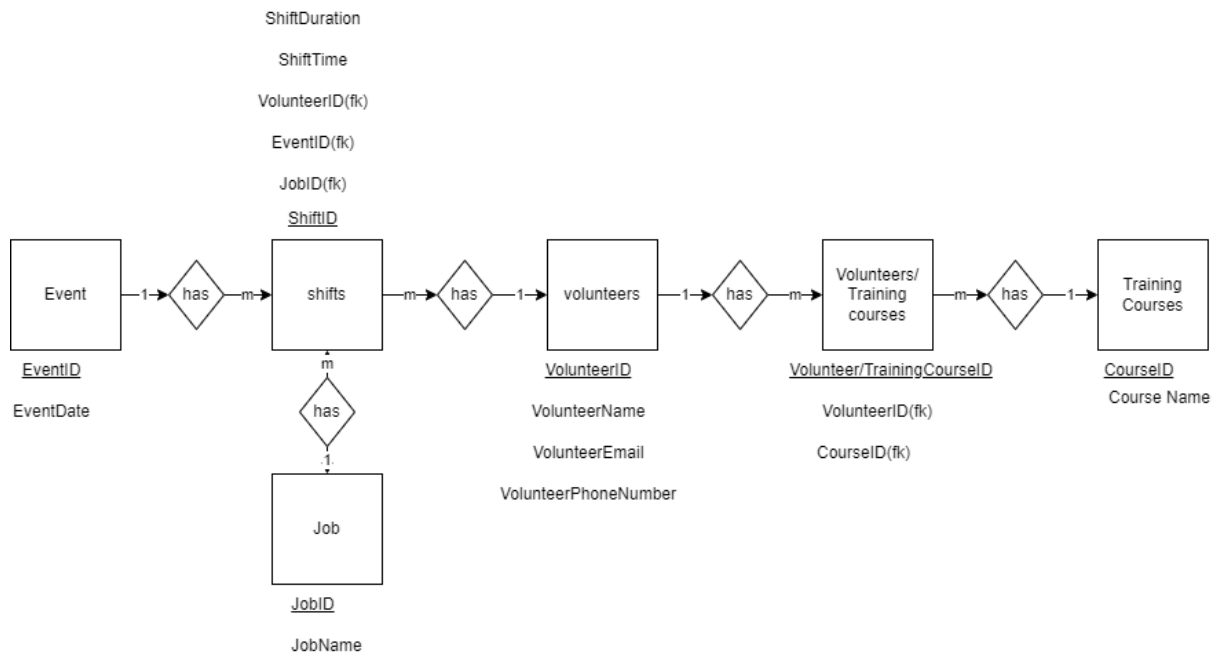 ShiftDuration
ShiftTime
VolunteerID(fk)
EventID(fk)
JobID(fk)
ShiftID
Event
1
has
m
shifts
m
has
1
volunteers
1
has
m
Volunteers/
Training
courses
m
has
1
Training
Courses
EventID
EventDate
m
has
1
Job
JobID
JobName
VolunteerID
VolunteerName
VolunteerEmail
VolunteerPhoneNumber
Volunteer/TrainingCourseID
VolunteerID(fk)
CourseID(fk)
CourseID
Course Name